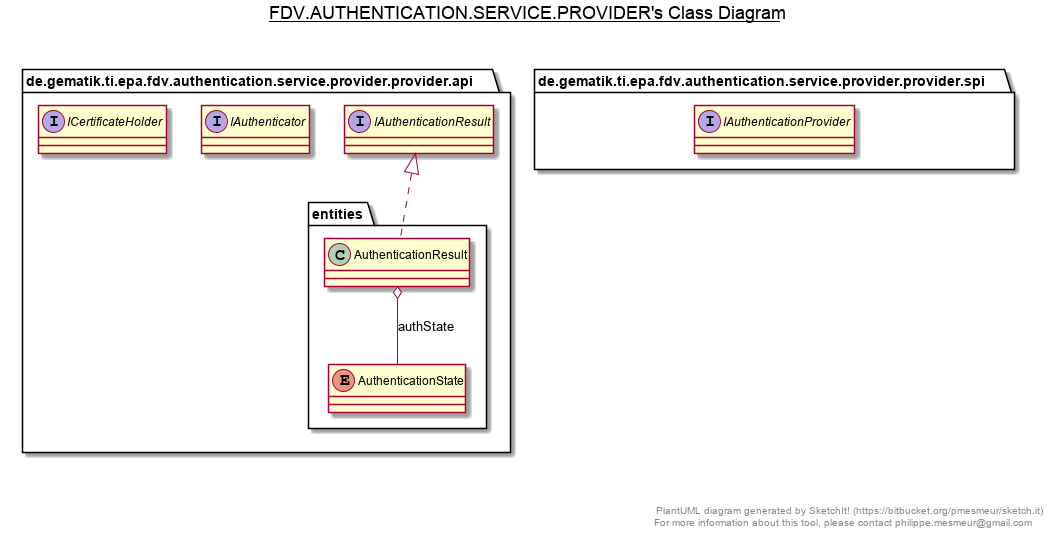 FDV.AUTHENTICATION.SERVICE.PROVIDER's Class Diagram
de.gematik.ti.epa.fdv.authentication.service.provider.provider.api
I ICertificateHolder
I IAuthenticator
I IAuthenticationResult
entities
C AuthenticationResult
authState
E AuthenticationState
de.gematik.ti.epa.fdv.authentication.service.provider.provider.spi
I IAuthenticationProvider
PlantUML diagram generated by SketchIt! (https://bitbucket.org/pmesmeur/sketch.it)
For more information about this tool, please contact philippe.mesmeur@gmail.com